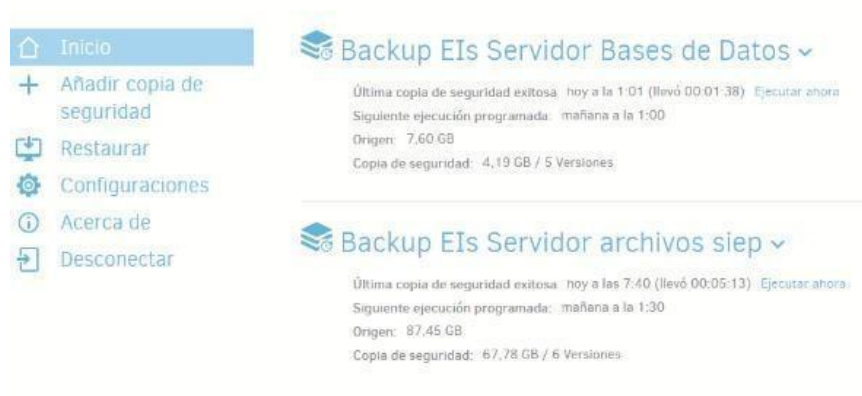 Inicio
Añadir copia de
seguridad
Restaurar
Configuraciones
Acerca de
Desconectar
Backup EIs Servidor Bases de Datos
Última copia de seguridad exitosa hoy a la 1:01 (llevó 00:01:38) Ejecutar ahora
Siguiente ejecución programada: mañana a la 1:00
Origen: 7,60 GB
Copia de seguridad: 4,19 GB / 5 Versiones
Backup EIs Servidor archivos siep
Última copia de seguridad exitosa hoy a las 7:40 (llevó 00:05:13) Ejecutar ahora
Siguiente ejecución programada: mañana a la 1:30
Origen: 87,45 GB
Copia de seguridad: 67,78 GB / 6 Versiones